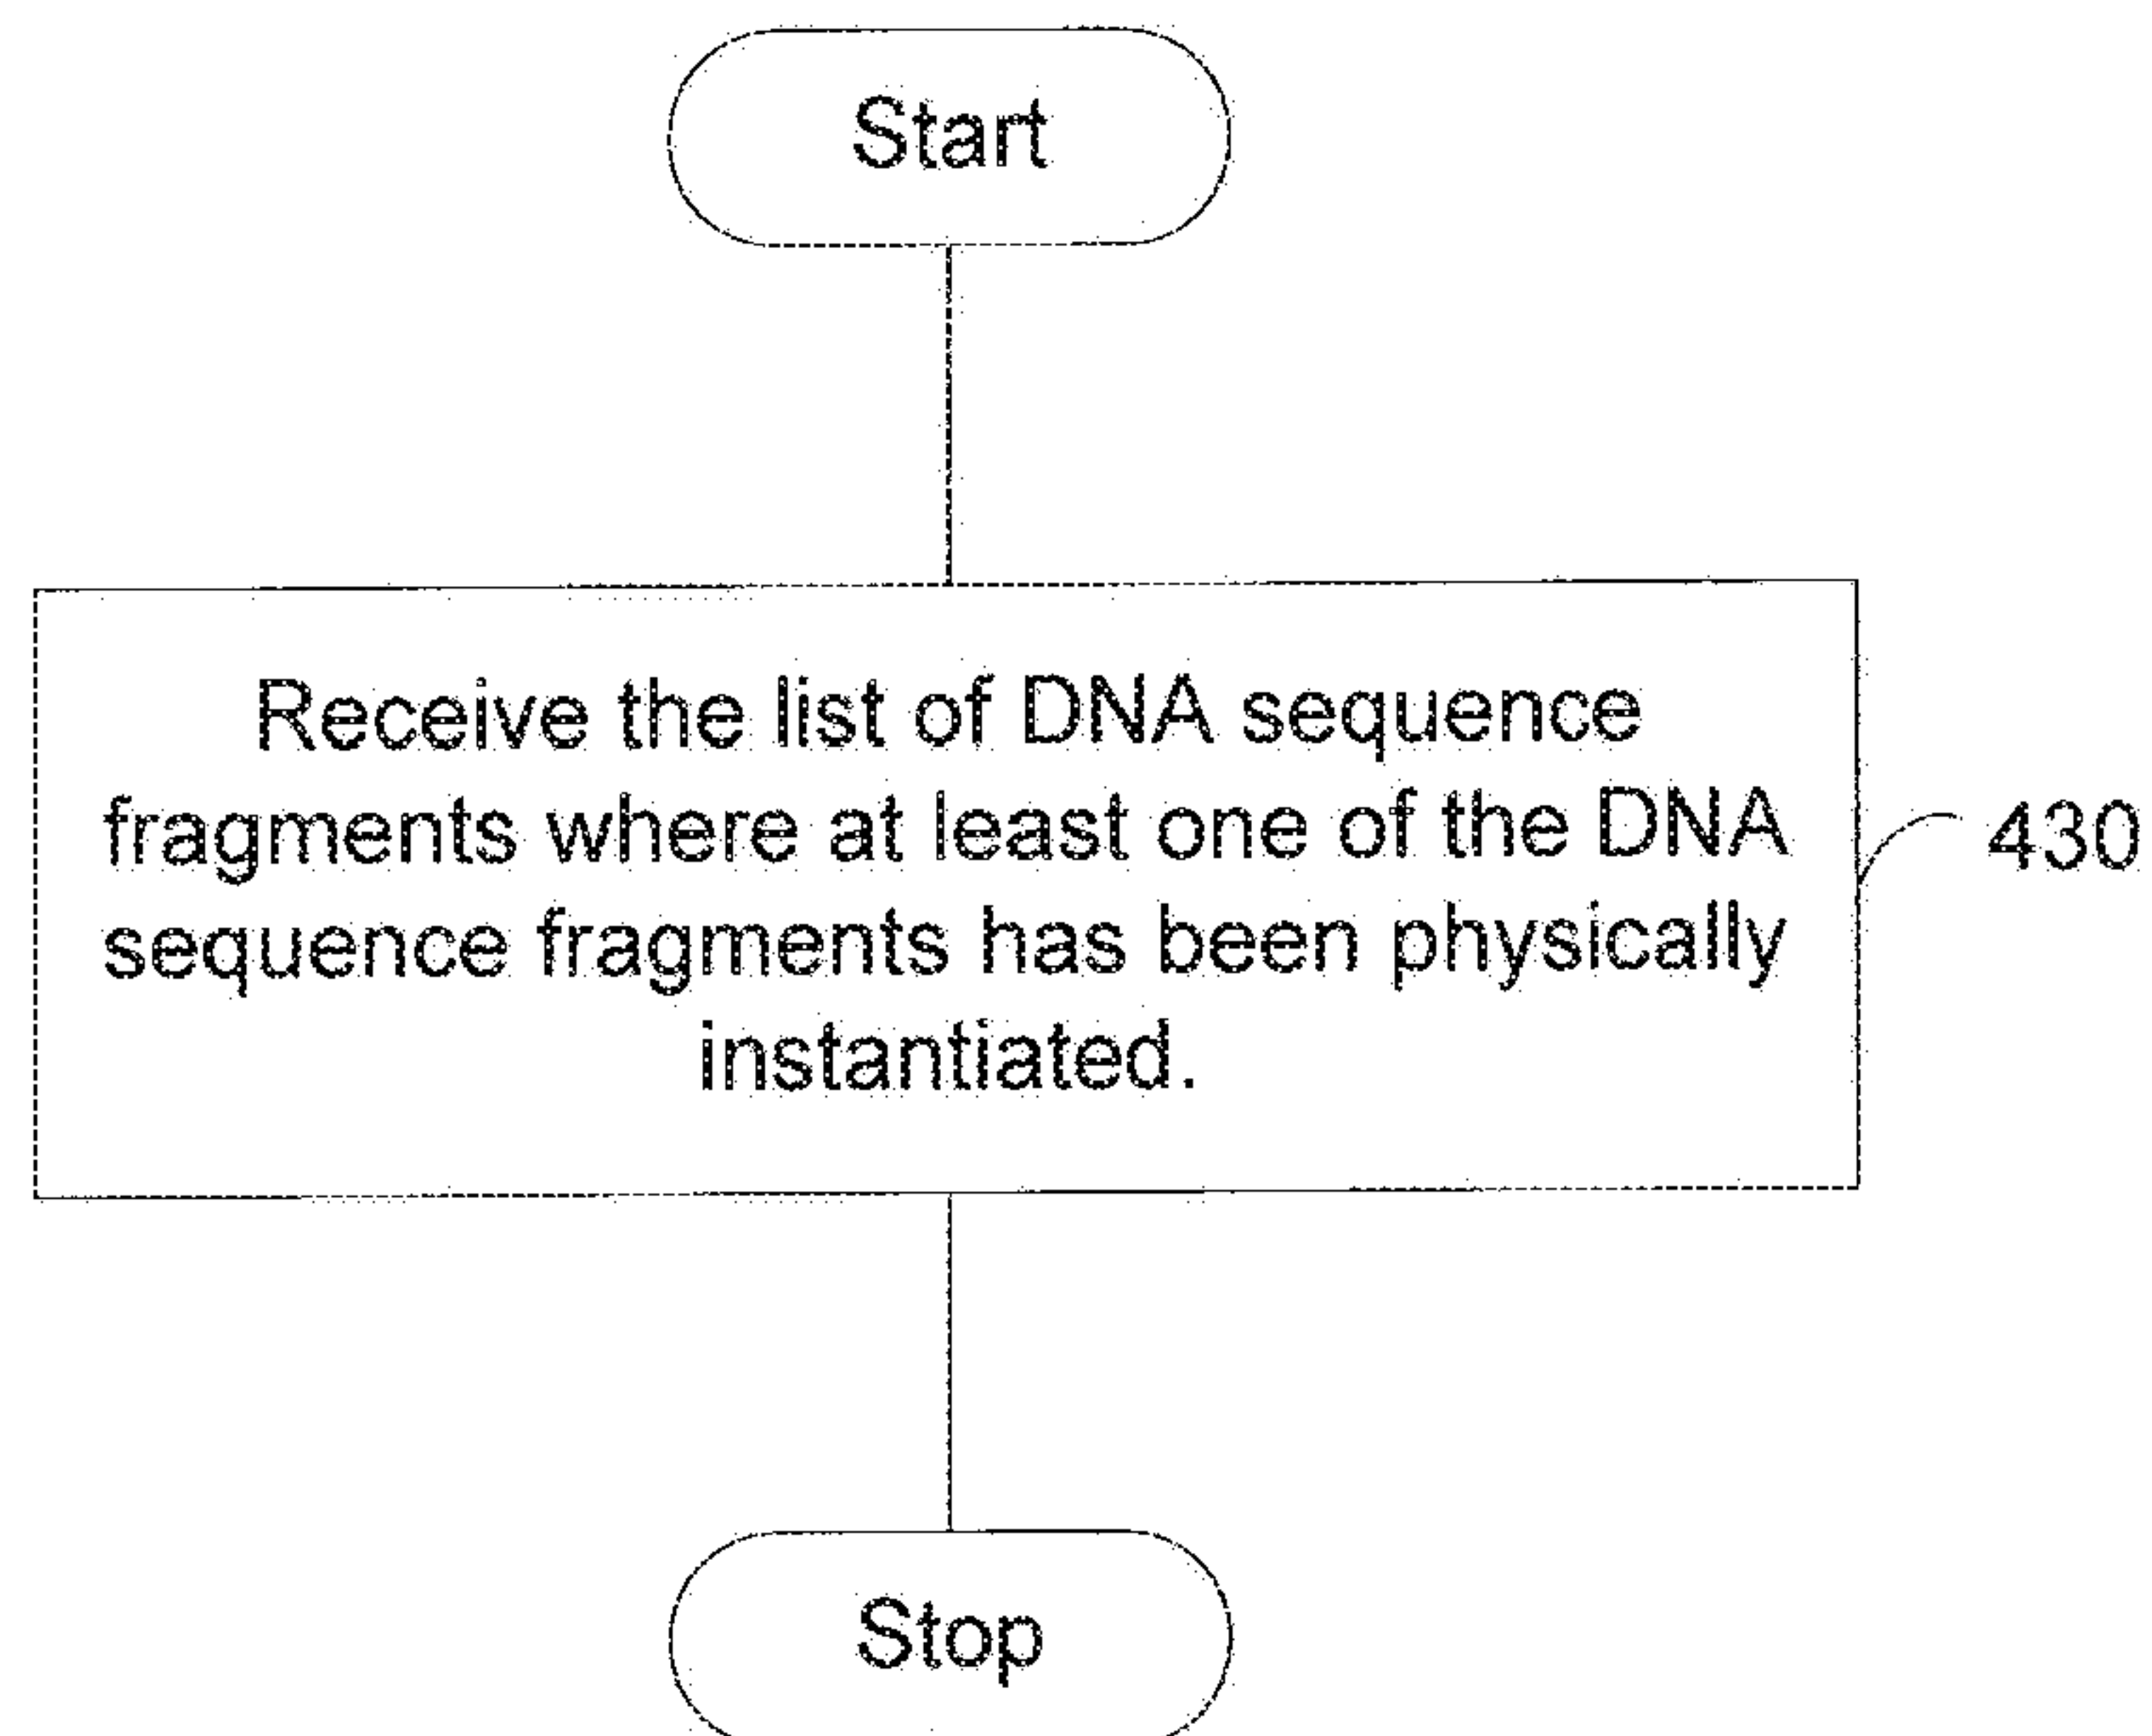 Start
Receive the list of DNA sequence
fragments where at least one of the DNA
sequence fragments has been physically
instantiated.
430
Stop